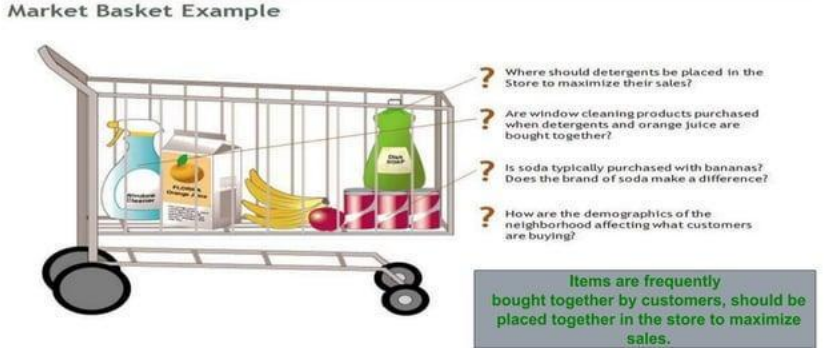 Market Basket Example
? Where should detergents be placed in the
Store to maximize their sales?
? Are window cleaning products purchased
when detergents and orange juice are
bought together?
? Is soda typically purchased with bananas?
Does the brand of soda make a difference?
? How are the demographics of the
neighborhood affecting what customers
are buying?
Window
Cleaner
FLORIDA
Orange Juice
Dish
SOAP
Items are frequently
bought together by customers, should be
placed together in the store to maximize
sales.